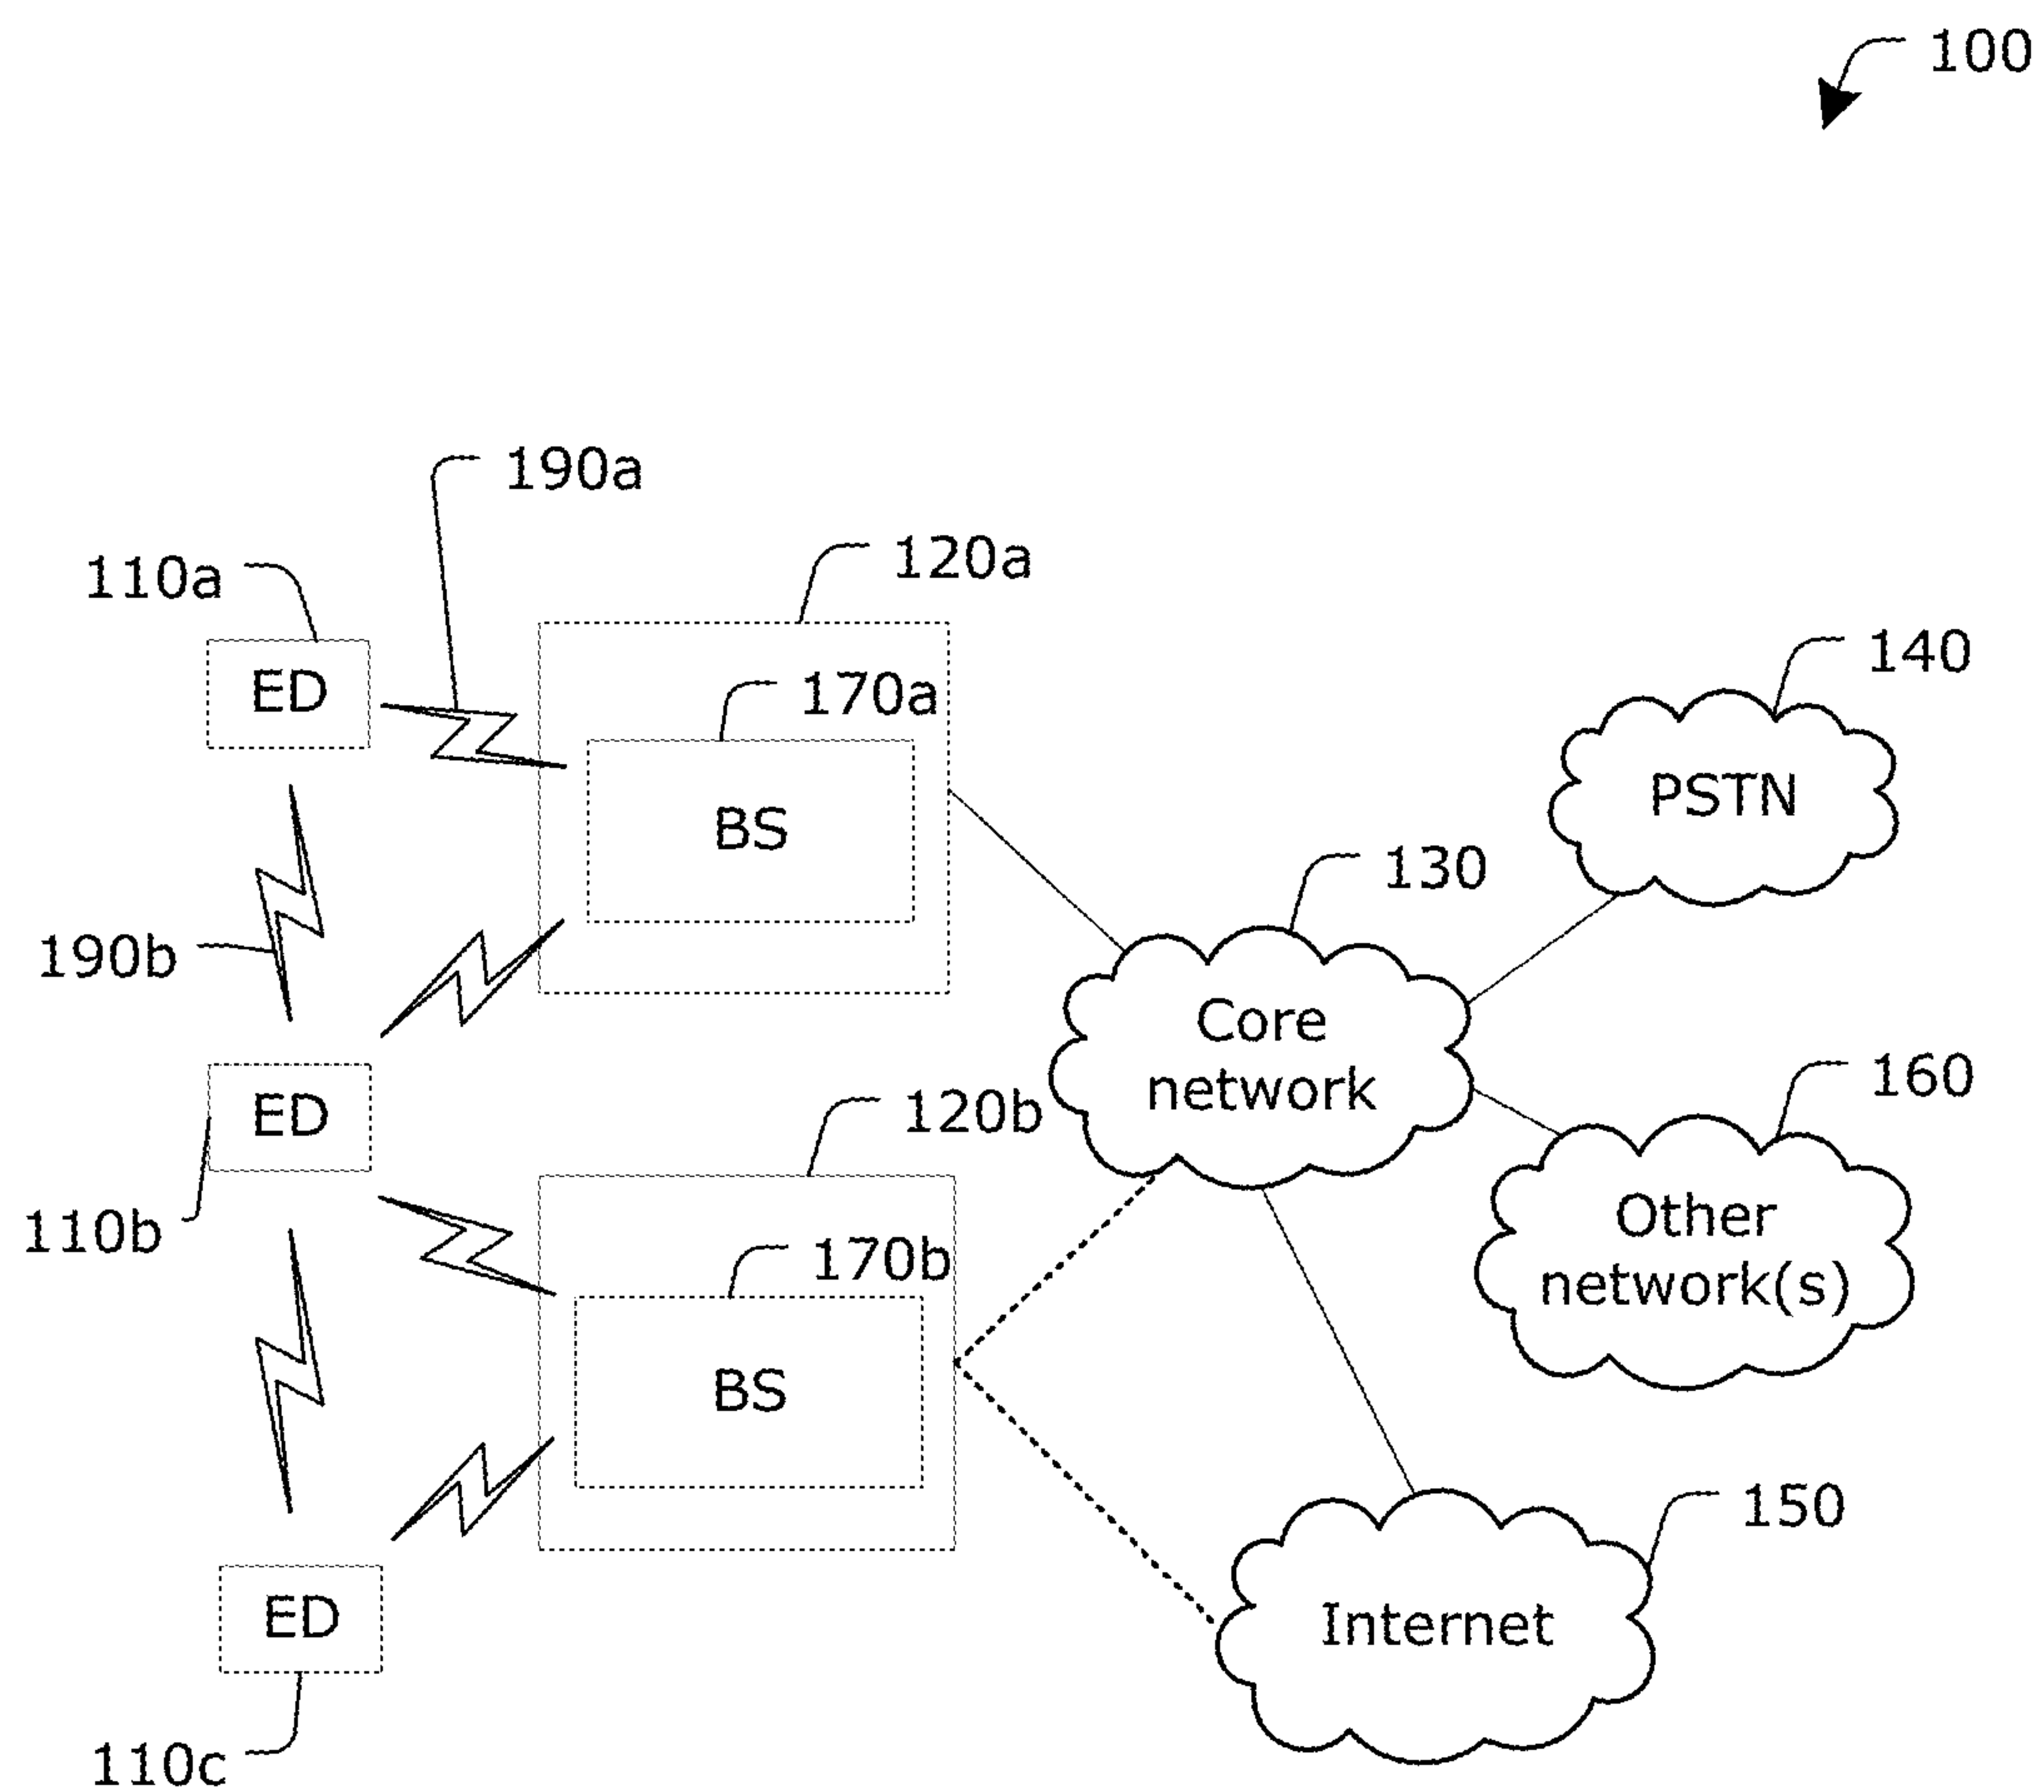 100
190a
120a
110a
ED
170a
140
BS
PSTN
130
190b
Core
network
ED
120b
160
110b
170b
Other
network(s)
BS
150
ED
Internet
110c